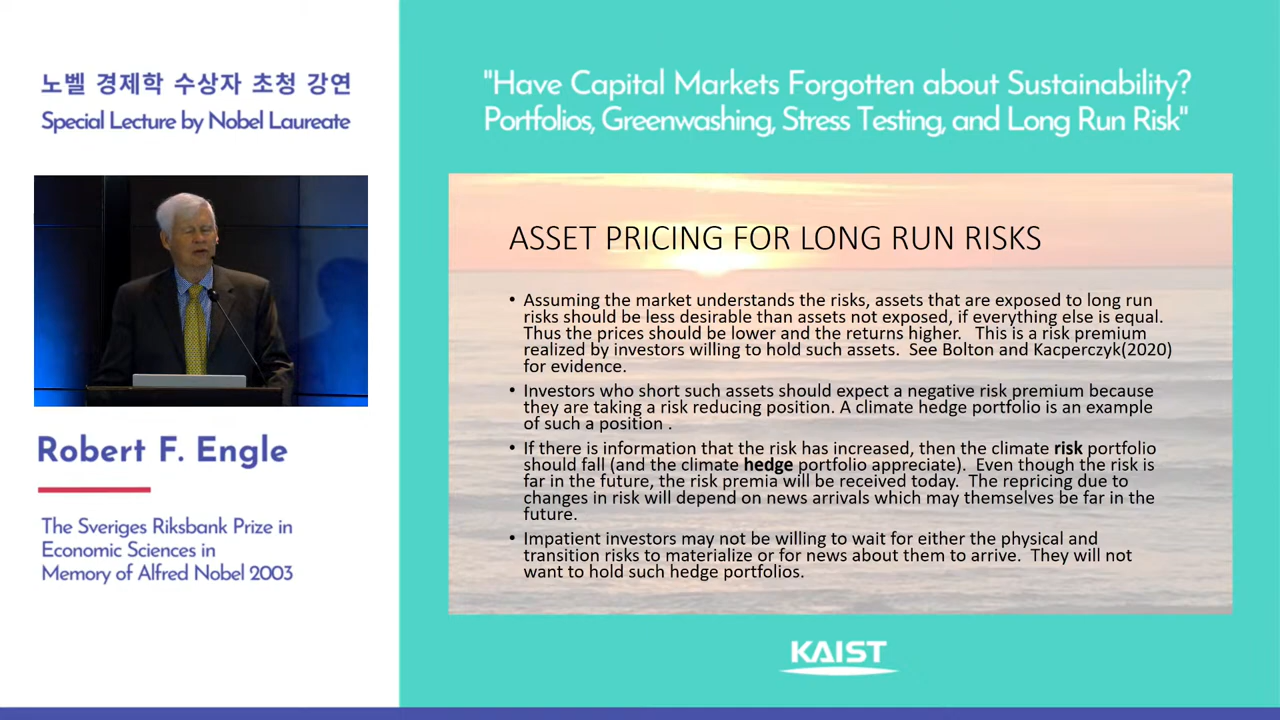 노벨 경제학 수상자 초청 강연
Special Lecture by Nobel Laureate
Robert F. Engle
The Sveriges Riksbank Prize in
Economic Sciences in
Memory of Alfred Nobel 2003
"Have Capital Markets Forgotten about Sustainability?
Portfolios, Greenwashing, Stress Testing, and Long Run Risk"
ASSET PRICING FOR LONG RUN RISKS
• Assuming the market understands the risks, assets that are exposed to long run
risks should be less desirable than assets not exposed, if everything else is equal.
Thus the prices should be lower and the returns higher. This is a risk premium
realized by investors willing to hold such assets. See Bolton and Kacperczyk(2020)
for evidence.
• Investors who short such assets should expect a negative risk premium because
they are taking a risk reducing position. A climate hedge portfolio is an example
of such a position .
• If there is information that the risk has increased, then the climate risk portfolio
should fall (and the climate hedge portfolio appreciate). Even though the risk is
far in the future, the risk premia will be received today. The repricing due to
changes in risk will depend on news arrivals which may themselves be far in the
future.
• Impatient investors may not be willing to wait for either the physical and
transition risks to materialize or for news about them to arrive. They will not
want to hold such hedge portfolios.
KAIST